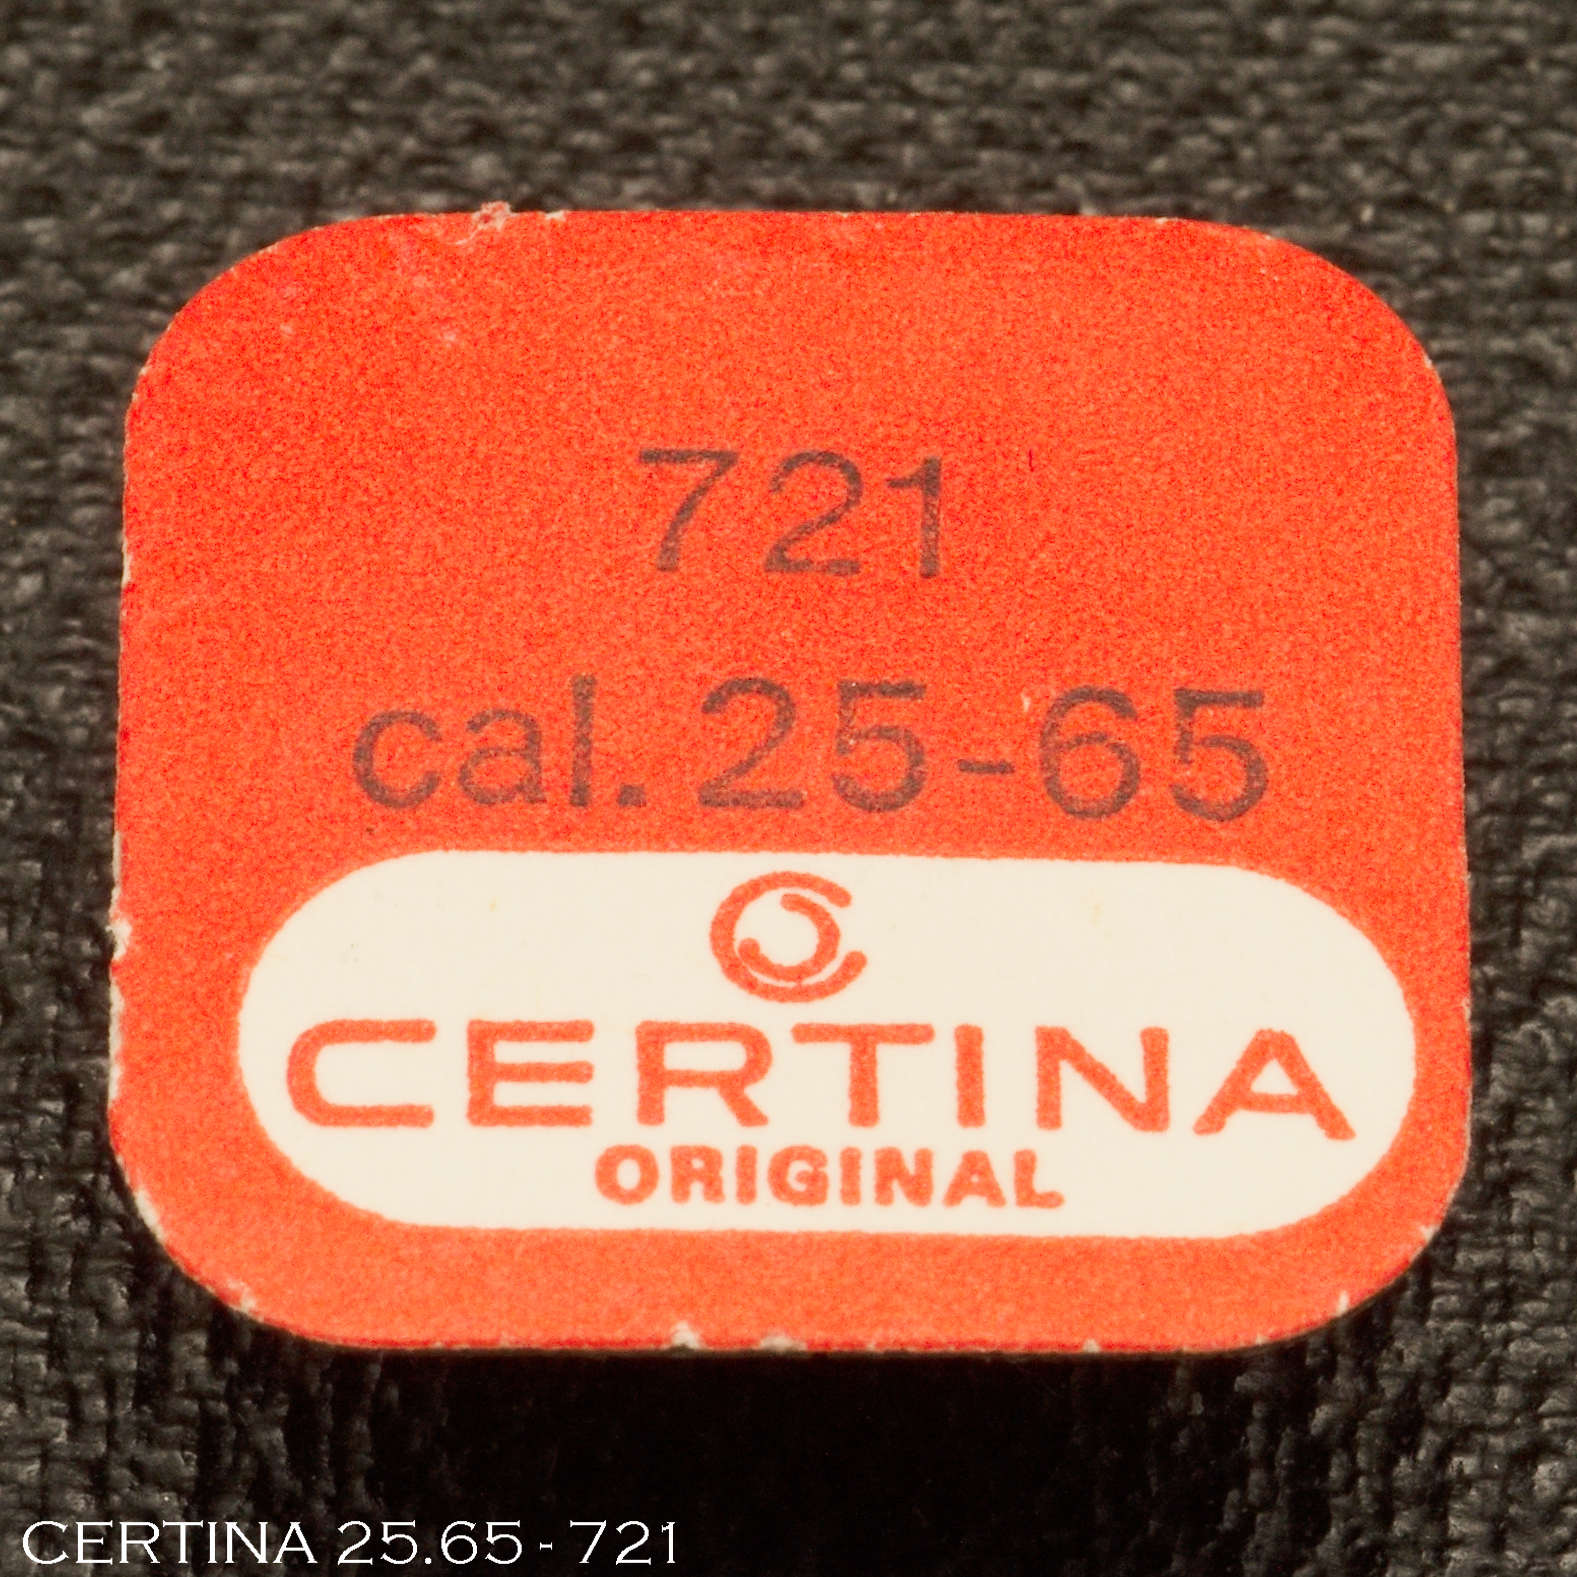 721
cal. 25-65
CERTINA
ORIGINAL
CERTINA 25.65 - 721